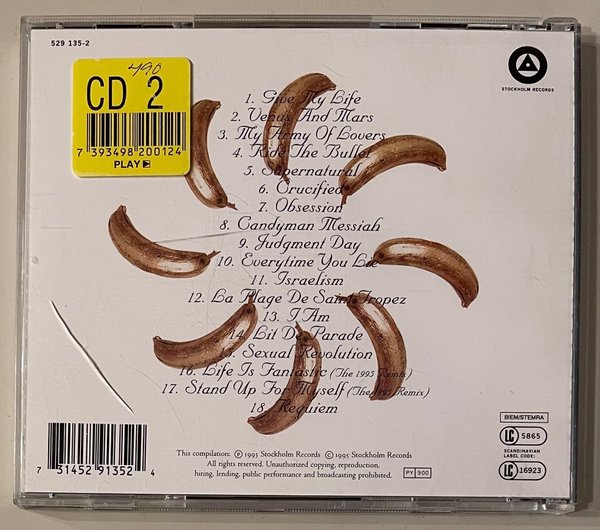 529 135-2
490
CD 2
7 393498 200124
PLAY
STOCKHOLM RECORDS
1. Give My Life
2. Venus And Mars
3. My Army Of Lovers
4. Ride The Bullet
5. Supernatural
6. Crucified
7. Obsession
8. Candyman Messiah
9. Judgment Day
10. Everytime You Lie
11. Israelism
12. La Plage De Saint Tropez
13. I Am
14. Lit De Parade
15. Sexual Revolution
16. Life Is Fantastic (The 1995 Remix)
17. Stand Up For Myself (The 1995 Remix)
18. Requiem
This compilation: Ⓟ 1995 Stockholm Records © 1995 Stockholm Records
All rights reserved. Unauthorized copying, reproduction,
hiring, lending, public performance and broadcasting prohibited.
PY 900
7 31452 91352 4
BIEM/STEMRA
LC 5865
SCANDINAVIAN
LABEL CODE:
LC 16923